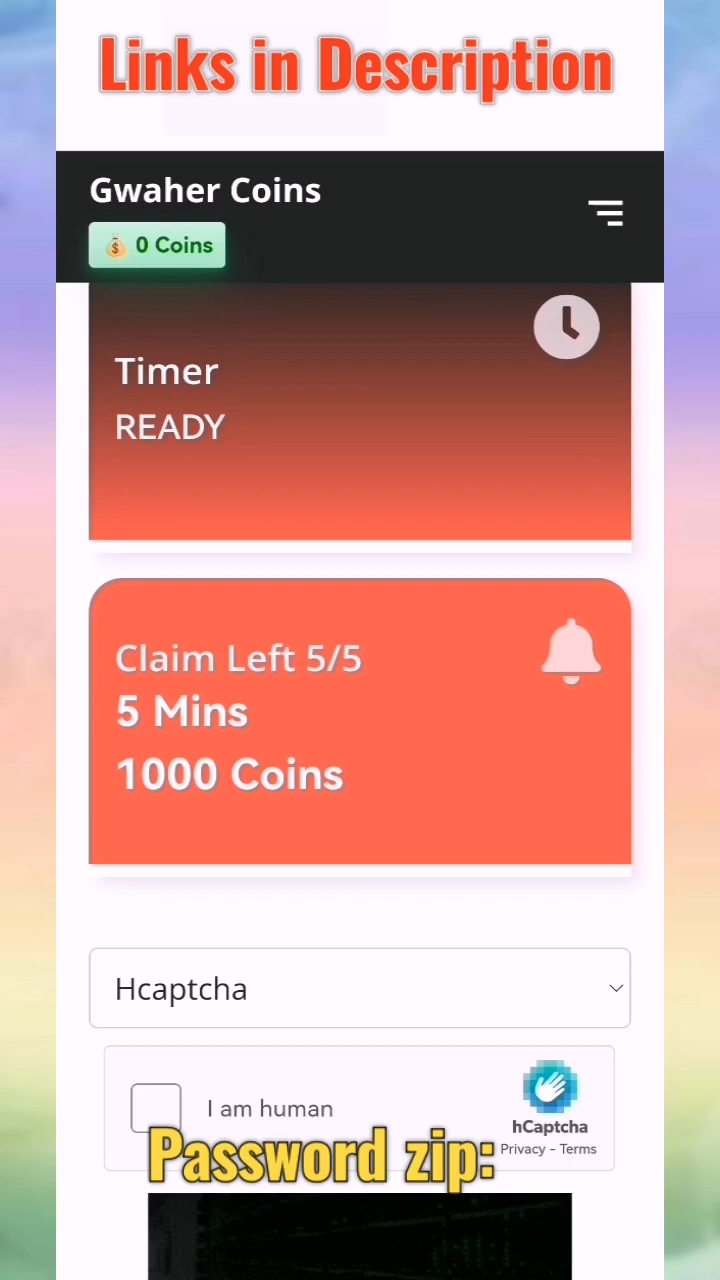 Links in Description
Gwaher Coins
0 Coins
Timer
READY
Claim Left 5/5
5 Mins
1000 Coins
Hcaptcha
I am human
hCaptcha
Privacy - Terms
Password zip: